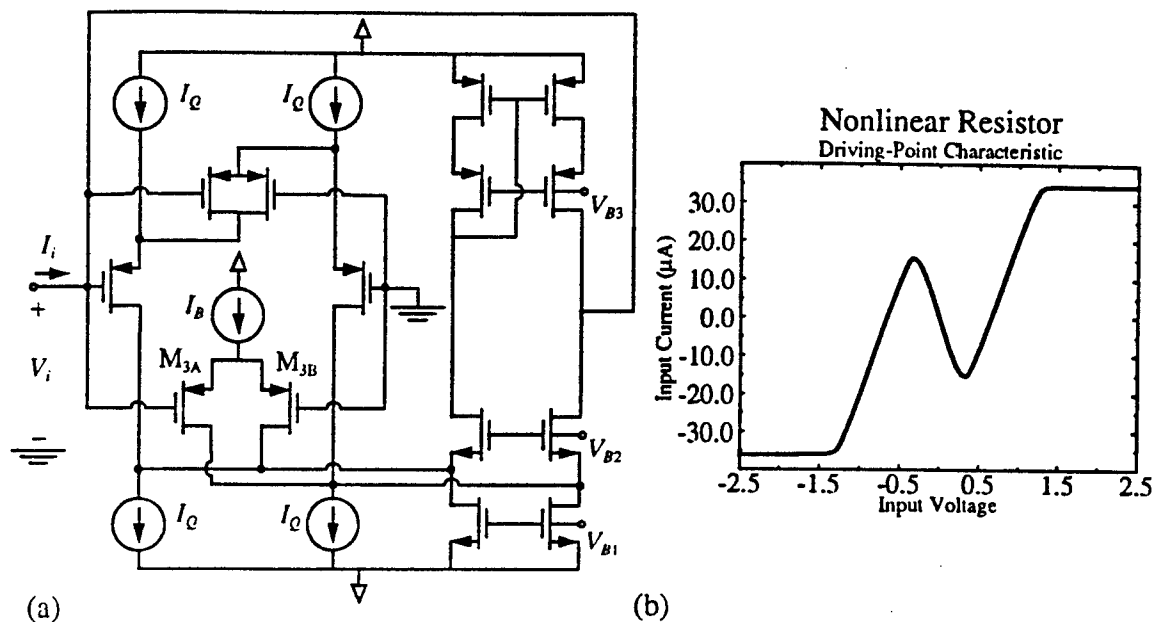 I_Q
I_Q
V_B3
I_i
+
I_B
M_3A
M_3B
V_i
−
V_B2
I_Q
I_Q
V_B1
(a)
(b)
Nonlinear Resistor
Driving-Point Characteristic
Input Current (μA)
30.0
20.0
10.0
0.0
-10.0
-20.0
-30.0
-2.5
-1.5
-0.5
0.5
1.5
2.5
Input Voltage